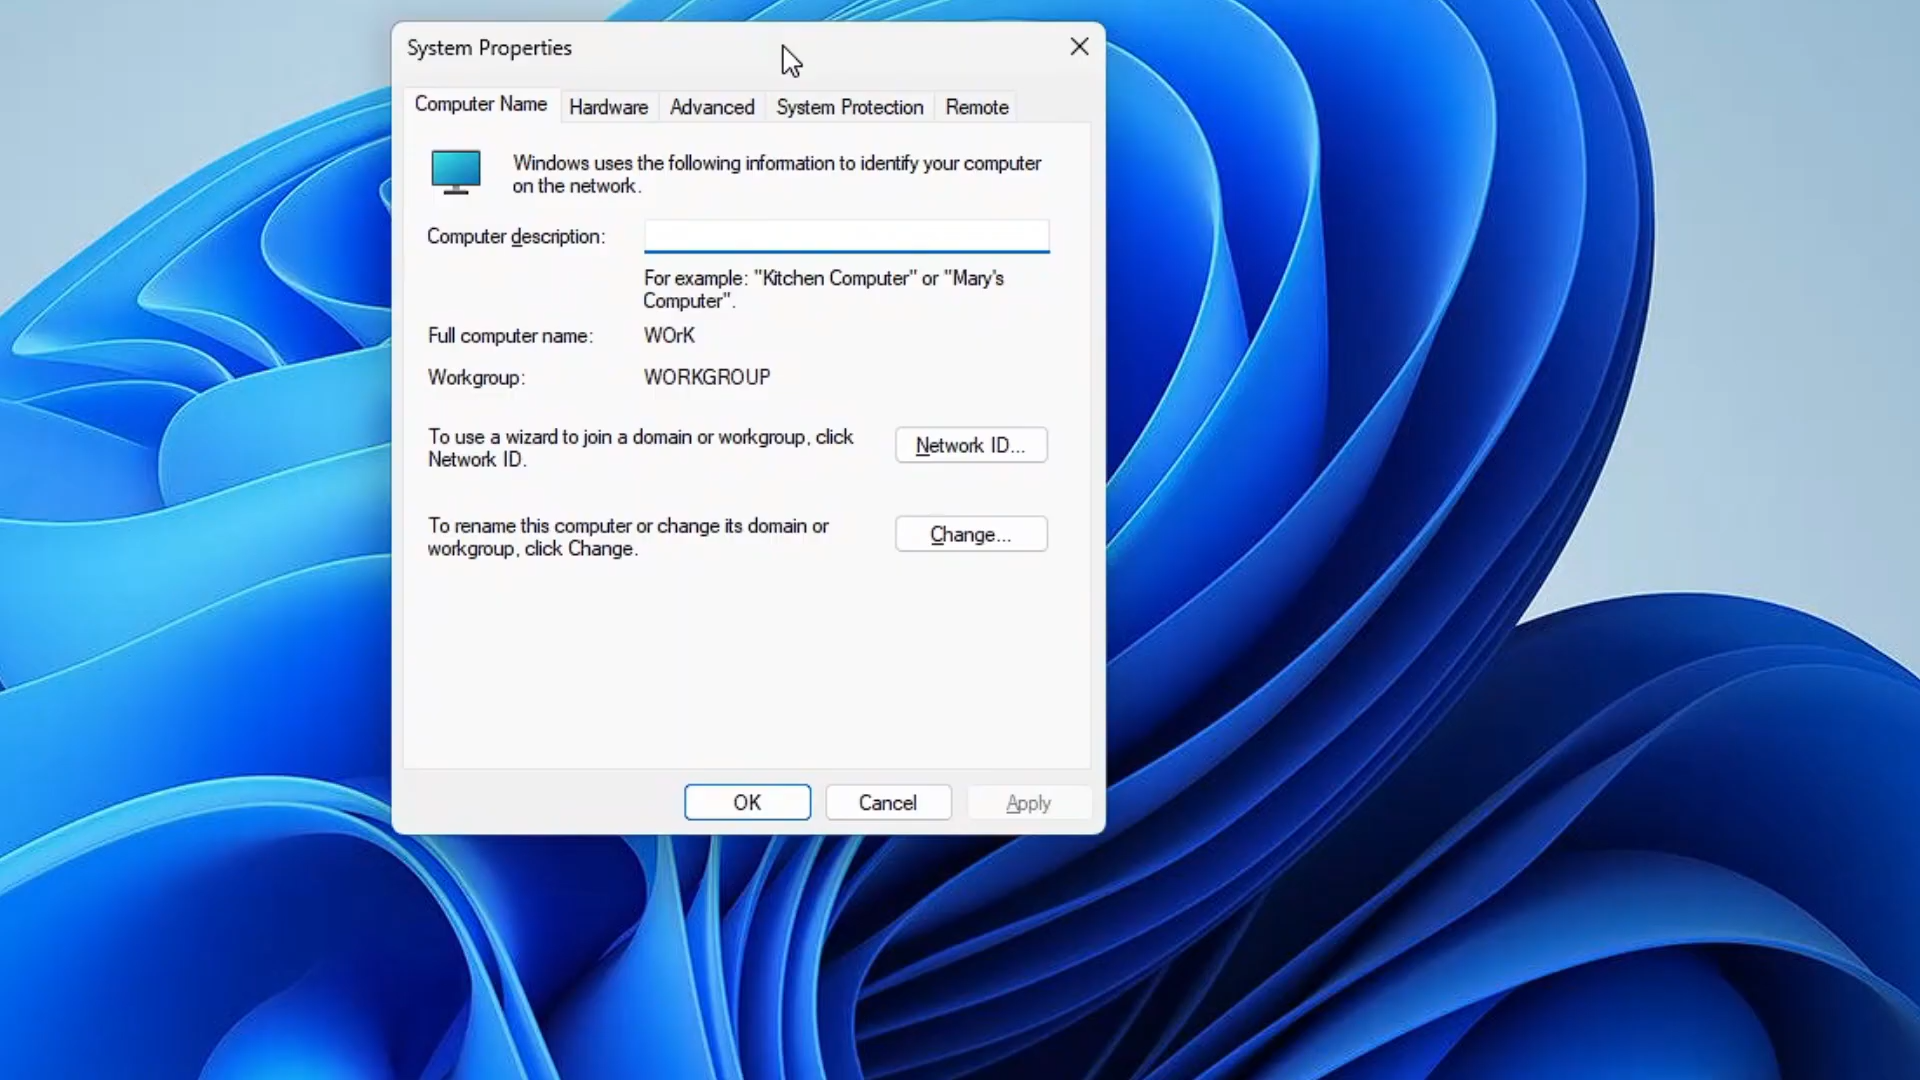 System Properties
Computer Name
Hardware
Advanced
System Protection
Remote
Windows uses the following information to identify your computer
on the network.
Computer description:
For example: "Kitchen Computer" or "Mary's
Computer".
Full computer name:
WOrK
Workgroup:
WORKGROUP
To use a wizard to join a domain or workgroup, click
Network ID.
Network ID...
To rename this computer or change its domain or
workgroup, click Change.
Change...
OK
Cancel
Apply